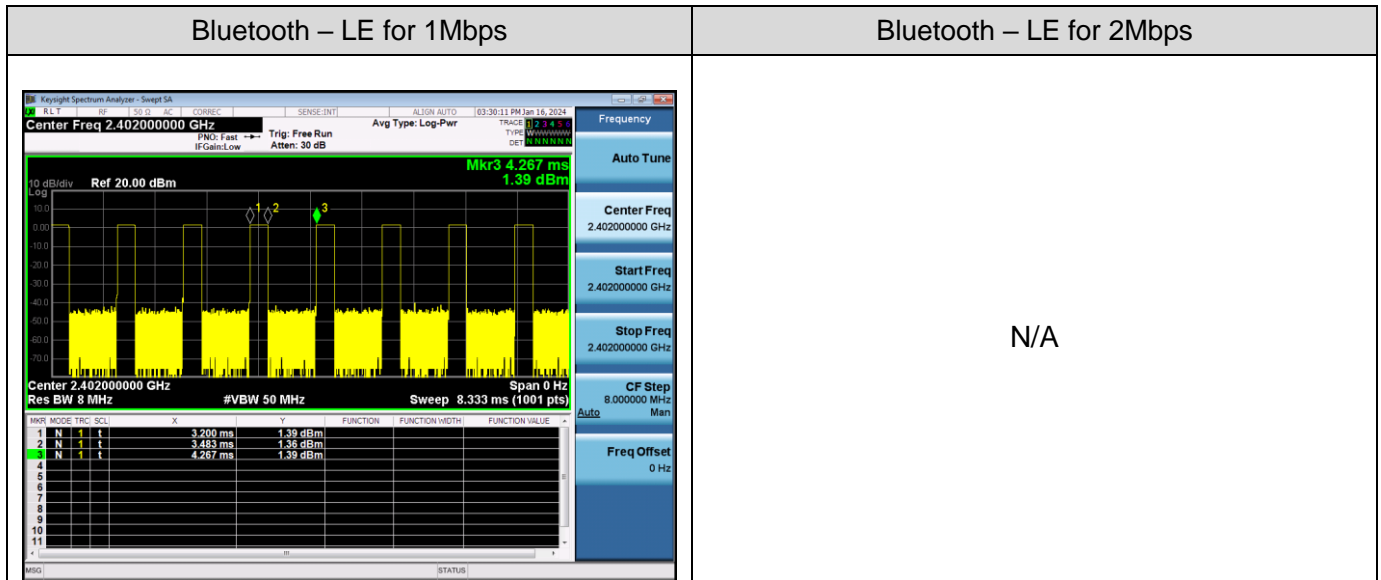 Bluetooth – LE for 1Mbps
Bluetooth – LE for 2Mbps
Keysight Spectrum Analyzer - Swept SA
RLT RF 50 Ω AC CORREC SENSE:INT ALIGN AUTO 03:30:11 PM Jan 16, 2024
Center Freq 2.402000000 GHz
PNO: Fast
IFGain:Low
Trig: Free Run
Atten: 30 dB
Avg Type: Log-Pwr
TRACE 1 2 3 4 5 6
TYPE WWWWWW
DET N N N N N N
Mkr3 4.267 ms
1.39 dBm
10 dB/div Ref 20.00 dBm
Log
10.0
0.00
-10.0
-20.0
-30.0
-40.0
-50.0
-60.0
-70.0
1 2 3
Center 2.402000000 GHz Span 0 Hz
Res BW 8 MHz #VBW 50 MHz Sweep 8.333 ms (1001 pts)
MKR MODE TRC SCL X Y FUNCTION FUNCTION WIDTH FUNCTION VALUE
1 N 1 t 3.200 ms 1.39 dBm
2 N 1 t 3.483 ms 1.36 dBm
3 N 1 t 4.267 ms 1.39 dBm
4
5
6
7
8
9
10
11
MSG STATUS
Frequency
Auto Tune
Center Freq
2.402000000 GHz
Start Freq
2.402000000 GHz
Stop Freq
2.402000000 GHz
CF Step
8.000000 MHz
Auto Man
Freq Offset
0 Hz
N/A